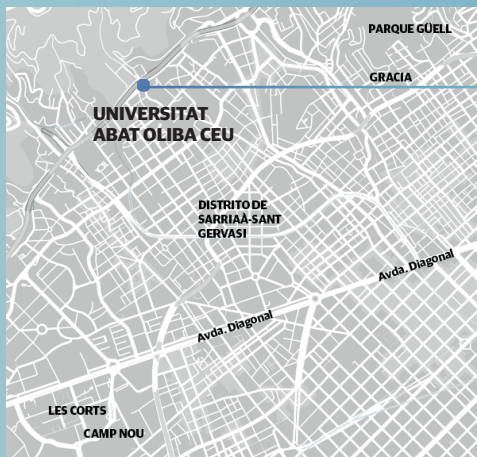 PARQUE GÜELL
GRACIA
UNIVERSITAT
ABAT OLIBA CEU
DISTRITO DE
SARRIAÀ-SANT
GERVASI
Avda. Diagonal
Avda. Diagonal
LES CORTS
CAMP NOU